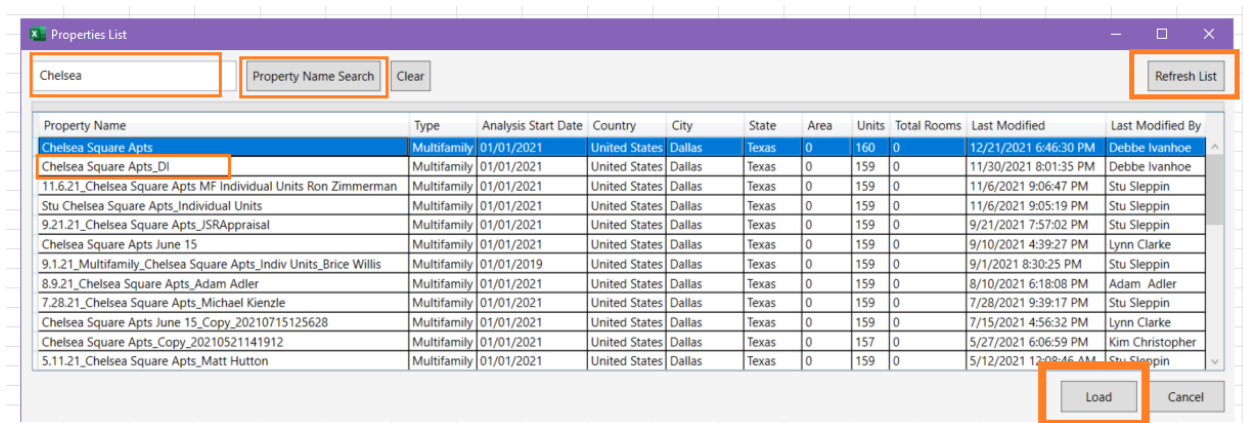 Properties List
Chelsea Property Name Search Clear Refresh List
Property Name Type Analysis Start Date Country City State Area Units Total Rooms Last Modified Last Modified By
Chelsea Square Apts Multifamily 01/01/2021 United States Dallas Texas 0 160 0 12/21/2021 6:46:30 PM Debbe Ivanhoe
Chelsea Square Apts_DI Multifamily 01/01/2021 United States Dallas Texas 0 159 0 11/30/2021 8:01:35 PM Debbe Ivanhoe
11.6.21_Chelsea Square Apts MF Individual Units Ron Zimmerman Multifamily 01/01/2021 United States Dallas Texas 0 159 0 11/6/2021 9:06:47 PM Stu Sleppin
Stu Chelsea Square Apts_Individual Units Multifamily 01/01/2021 United States Dallas Texas 0 159 0 11/6/2021 9:05:19 PM Stu Sleppin
9.21.21_Chelsea Square Apts_JSRAppraisal Multifamily 01/01/2021 United States Dallas Texas 0 159 0 9/21/2021 7:57:02 PM Stu Sleppin
Chelsea Square Apts June 15 Multifamily 01/01/2021 United States Dallas Texas 0 159 0 9/10/2021 4:39:27 PM Lynn Clarke
9.1.21_Multifamily_Chelsea Square Apts_Indiv Units_Brice Willis Multifamily 01/01/2019 United States Dallas Texas 0 159 0 9/1/2021 8:30:25 PM Stu Sleppin
8.9.21_Chelsea Square Apts_Adam Adler Multifamily 01/01/2021 United States Dallas Texas 0 159 0 8/10/2021 6:18:08 PM Adam Adler
7.28.21_Chelsea Square Apts_Michael Kienzle Multifamily 01/01/2021 United States Dallas Texas 0 159 0 7/28/2021 9:39:17 PM Stu Sleppin
Chelsea Square Apts June 15_Copy_20210715125628 Multifamily 01/01/2021 United States Dallas Texas 0 159 0 7/15/2021 4:56:32 PM Lynn Clarke
Chelsea Square Apts_Copy_20210521141912 Multifamily 01/01/2021 United States Dallas Texas 0 157 0 5/27/2021 6:06:59 PM Kim Christopher
5.11.21_Chelsea Square Apts_Matt Hutton Multifamily 01/01/2021 United States Dallas Texas 0 159 0 5/12/2021 12:08:46 AM Stu Sleppin
Load Cancel